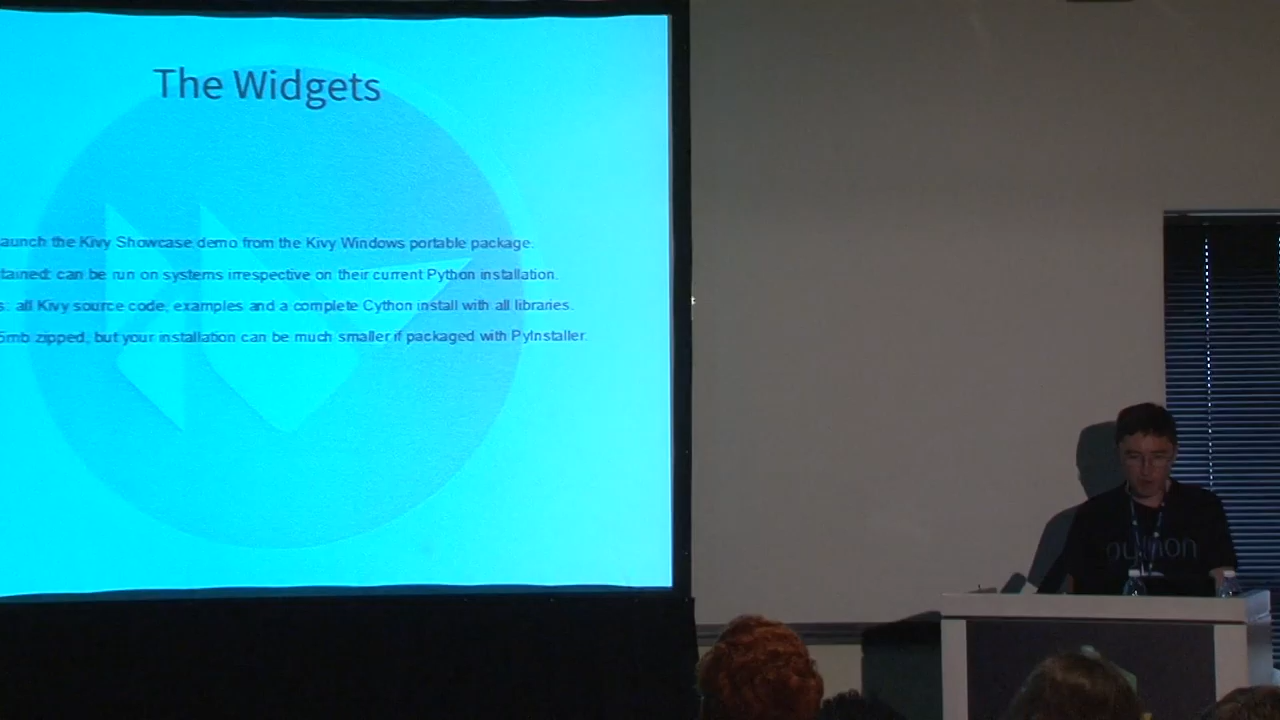 The Widgets
aunch the Kivy Showcase demo from the Kivy Windows portable package.
tained: can be run on systems irrespective on their current Python installation.
s: all Kivy source code, examples and a complete Cython install with all libraries.
5mb zipped, but your installation can be much smaller if packaged with PyInstaller.